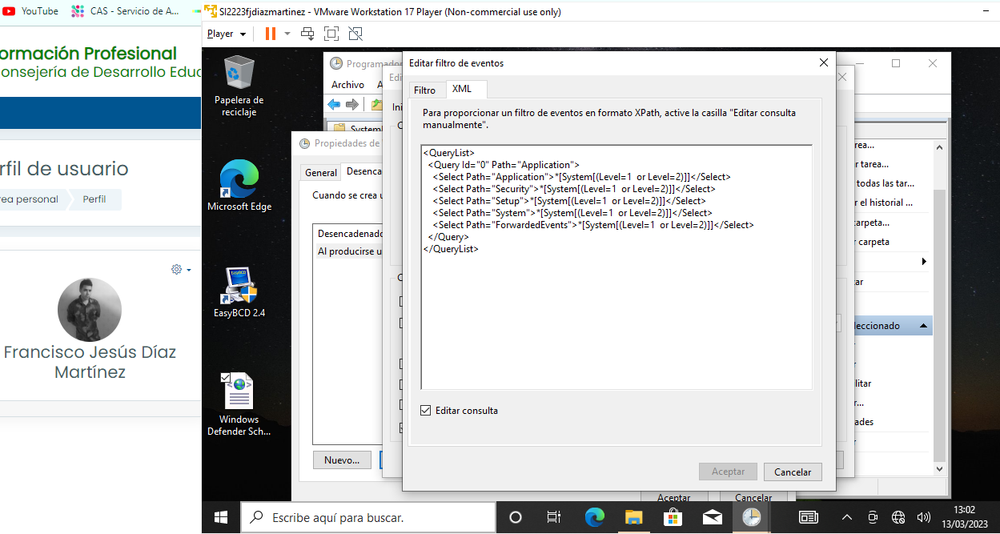 YouTube
CAS - Servicio de A...
SI2223fjdiazmartinez - VMware Workstation 17 Player (Non-commercial use only)
Player
ormación Profesional
onsejería de Desarrollo Educ
rfil de usuario
rea personal
Perfil
Francisco Jesús Díaz
Martínez
Papelera de
reciclaje
Microsoft Edge
EasyBCD 2.4
Windows
Defender Sch...
Programador
Archivo
A
System
Edi
Ini
Propiedades de
General
Desenca
Cuando se crea u
Desencadenado
Al producirse u
Nuevo...
Editar filtro de eventos
Filtro
XML
Para proporcionar un filtro de eventos en formato XPath, active la casilla "Editar consulta
manualmente".
<QueryList>
<Query Id="0" Path="Application">
<Select Path="Application">*[System[(Level=1 or Level=2)]]</Select>
<Select Path="Security">*[System[(Level=1 or Level=2)]]</Select>
<Select Path="Setup">*[System[(Level=1 or Level=2)]]</Select>
<Select Path="System">*[System[(Level=1 or Level=2)]]</Select>
<Select Path="ForwardedEvents">*[System[(Level=1 or Level=2)]]</Select>
</Query>
</QueryList>
Editar consulta
Aceptar
Cancelar
rea...
r tarea...
todas las tar...
r el historial ...
carpeta...
carpeta
ar
leccionado
litar
r...
ades
Aceptar
Cancelar
Escribe aquí para buscar.
13:02
13/03/2023